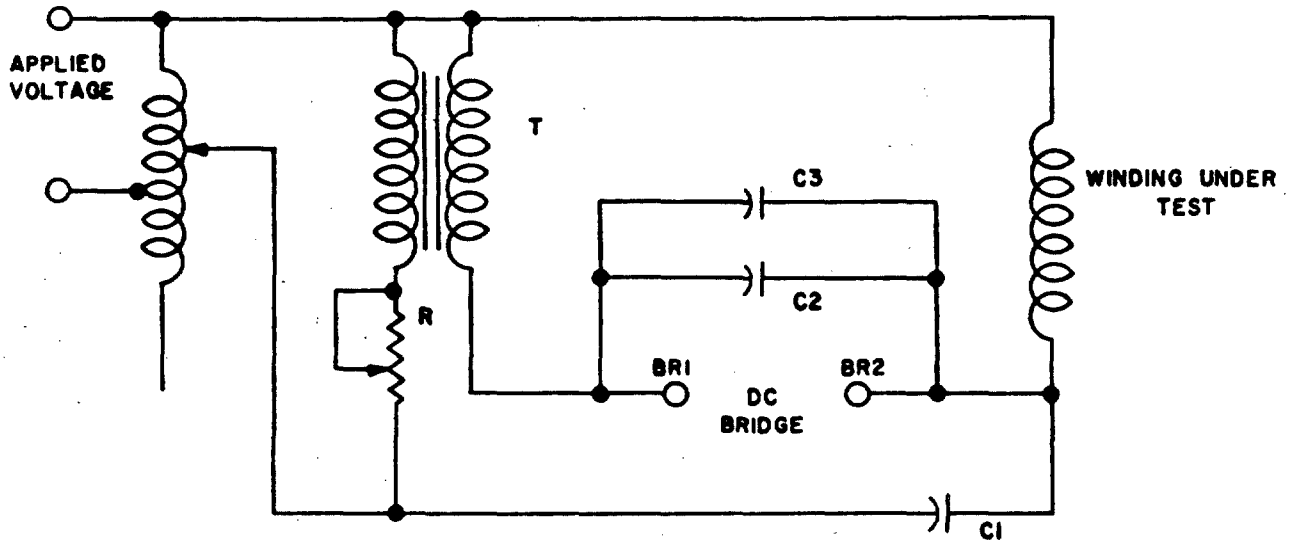 APPLIED
VOLTAGE
T
C3
C2
R
BR1
BR2
DC
BRIDGE
WINDING UNDER
TEST
C1